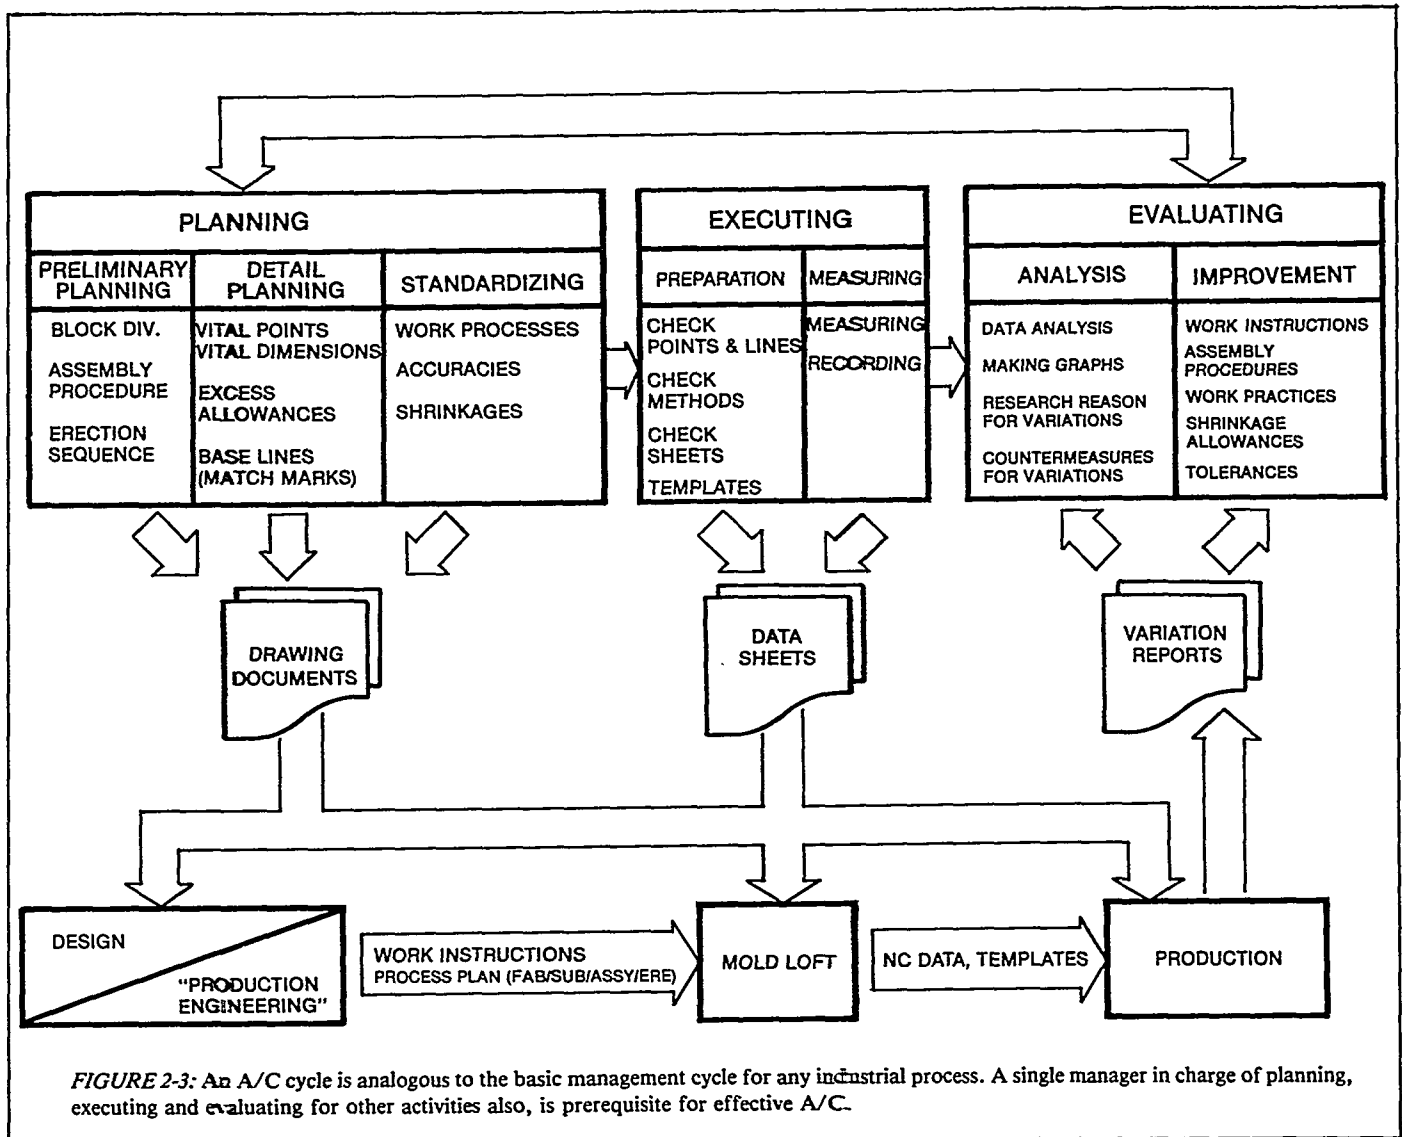 PLANNING
PRELIMINARY
PLANNING
BLOCK DIV.
ASSEMBLY
PROCEDURE
ERECTION
SEQUENCE
DETAIL
PLANNING
VITAL POINTS
VITAL DIMENSIONS
EXCESS
ALLOWANCES
BASE LINES
(MATCH MARKS)
STANDARDIZING
WORK PROCESSES
ACCURACIES
SHRINKAGES
EXECUTING
PREPARATION
CHECK
POINTS & LINES
CHECK
METHODS
CHECK
SHEETS
TEMPLATES
MEASURING
MEASURING
RECORDING
EVALUATING
ANALYSIS
DATA ANALYSIS
MAKING GRAPHS
RESEARCH REASON
FOR VARIATIONS
COUNTERMEASURES
FOR VARIATIONS
IMPROVEMENT
WORK INSTRUCTIONS
ASSEMBLY
PROCEDURES
WORK PRACTICES
SHRINKAGE
ALLOWANCES
TOLERANCES
DRAWING
DOCUMENTS
DATA
SHEETS
VARIATION
REPORTS
DESIGN
"PRODUCTION
ENGINEERING"
WORK INSTRUCTIONS
PROCESS PLAN (FAB/SUB/ASSY/ERE)
MOLD LOFT
NC DATA, TEMPLATES
PRODUCTION
FIGURE 2-3: An A/C cycle is analogous to the basic management cycle for any industrial process. A single manager in charge of planning,
executing and evaluating for other activities also, is prerequisite for effective A/C.